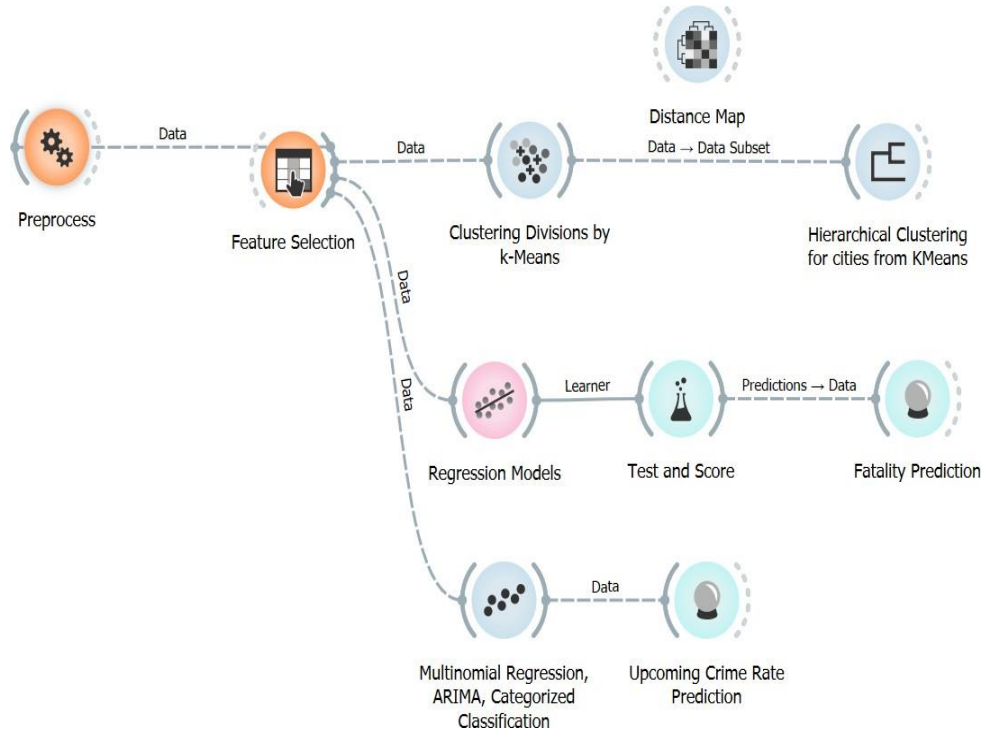 Distance Map
Data
Data
Data → Data Subset
Preprocess
Feature Selection
Clustering Divisions by
k-Means
Hierarchical Clustering
for cities from KMeans
Data
Data
Learner
Predictions → Data
Regression Models
Test and Score
Fatality Prediction
Data
Multinomial Regression,
ARIMA, Categorized
Classification
Upcoming Crime Rate
Prediction